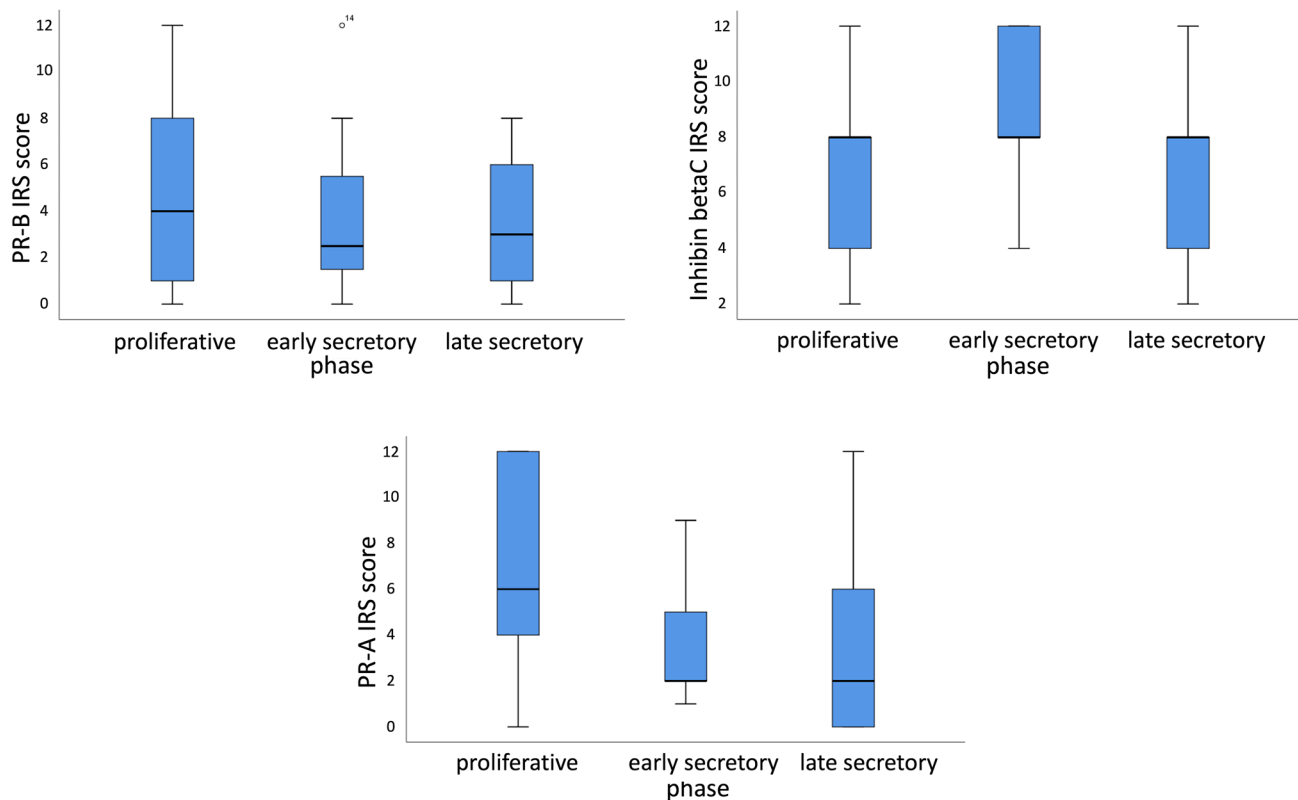 PR-B IRS score
12
10
8
6
4
2
0
14
proliferative
early secretory
late secretory
phase
Inhibin betaC IRS score
12
10
8
6
4
2
proliferative
early secretory
late secretory
phase
PR-A IRS score
12
10
8
6
4
2
0
proliferative
early secretory
late secretory
phase